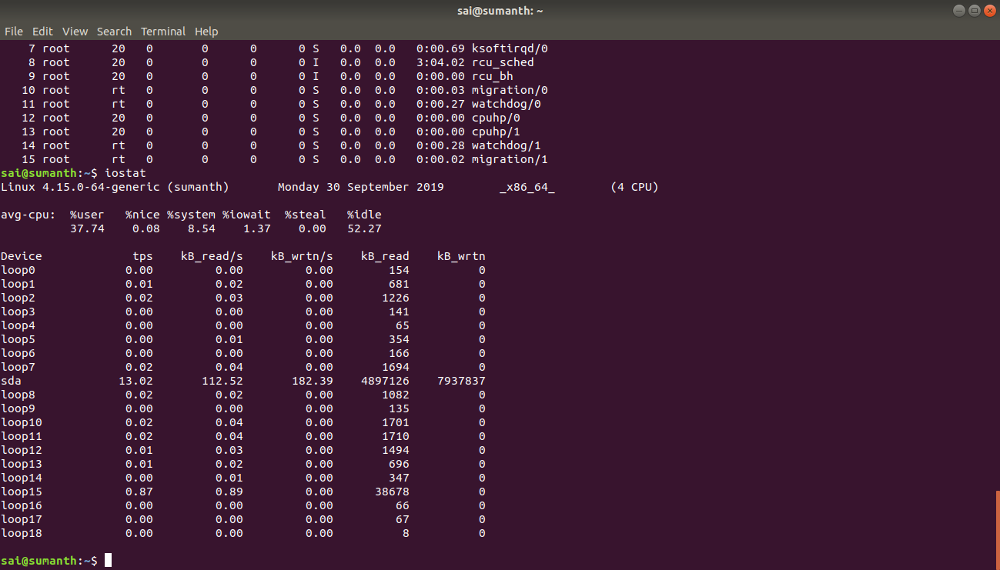 sai@sumanth: ~
File Edit View Search Terminal Help
7 root 20 0 0 0 0 S 0.0 0.0 0:00.69 ksoftirqd/0
8 root 20 0 0 0 0 I 0.0 0.0 3:04.02 rcu_sched
9 root 20 0 0 0 0 I 0.0 0.0 0:00.00 rcu_bh
10 root rt 0 0 0 0 S 0.0 0.0 0:00.03 migration/0
11 root rt 0 0 0 0 S 0.0 0.0 0:00.27 watchdog/0
12 root 20 0 0 0 0 S 0.0 0.0 0:00.00 cpuhp/0
13 root 20 0 0 0 0 S 0.0 0.0 0:00.00 cpuhp/1
14 root rt 0 0 0 0 S 0.0 0.0 0:00.28 watchdog/1
15 root rt 0 0 0 0 S 0.0 0.0 0:00.02 migration/1
sai@sumanth:~$ iostat
Linux 4.15.0-64-generic (sumanth) Monday 30 September 2019 _x86_64_ (4 CPU)
avg-cpu: %user %nice %system %iowait %steal %idle
37.74 0.08 8.54 1.37 0.00 52.27
Device tps kB_read/s kB_wrtn/s kB_read kB_wrtn
loop0 0.00 0.00 0.00 154 0
loop1 0.01 0.02 0.00 681 0
loop2 0.02 0.03 0.00 1226 0
loop3 0.00 0.00 0.00 141 0
loop4 0.00 0.00 0.00 65 0
loop5 0.00 0.01 0.00 354 0
loop6 0.00 0.00 0.00 166 0
loop7 0.02 0.04 0.00 1694 0
sda 13.02 112.52 182.39 4897126 7937837
loop8 0.02 0.02 0.00 1082 0
loop9 0.00 0.00 0.00 135 0
loop10 0.02 0.04 0.00 1701 0
loop11 0.02 0.04 0.00 1710 0
loop12 0.01 0.03 0.00 1494 0
loop13 0.01 0.02 0.00 696 0
loop14 0.00 0.01 0.00 347 0
loop15 0.87 0.89 0.00 38678 0
loop16 0.00 0.00 0.00 66 0
loop17 0.00 0.00 0.00 67 0
loop18 0.00 0.00 0.00 8 0
sai@sumanth:~$